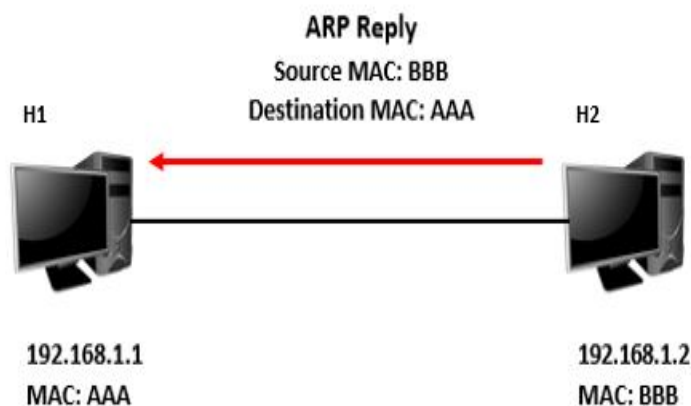 ARP Reply
Source MAC: BBB
Destination MAC: AAA
H1
H2
192.168.1.1
MAC: AAA
192.168.1.2
MAC: BBB